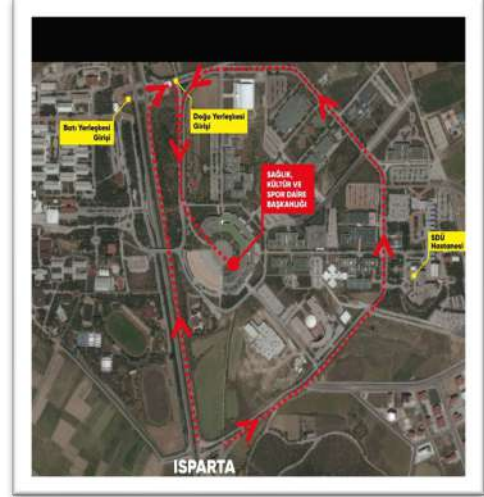 Batı Yerleşkesi
Girişi
Doğu Yerleşkesi
Girişi
SAĞLIK,
KÜLTÜR VE
SPOR DAİRE
BAŞKANLIĞI
SDÜ
Hastanesi
ISPARTA